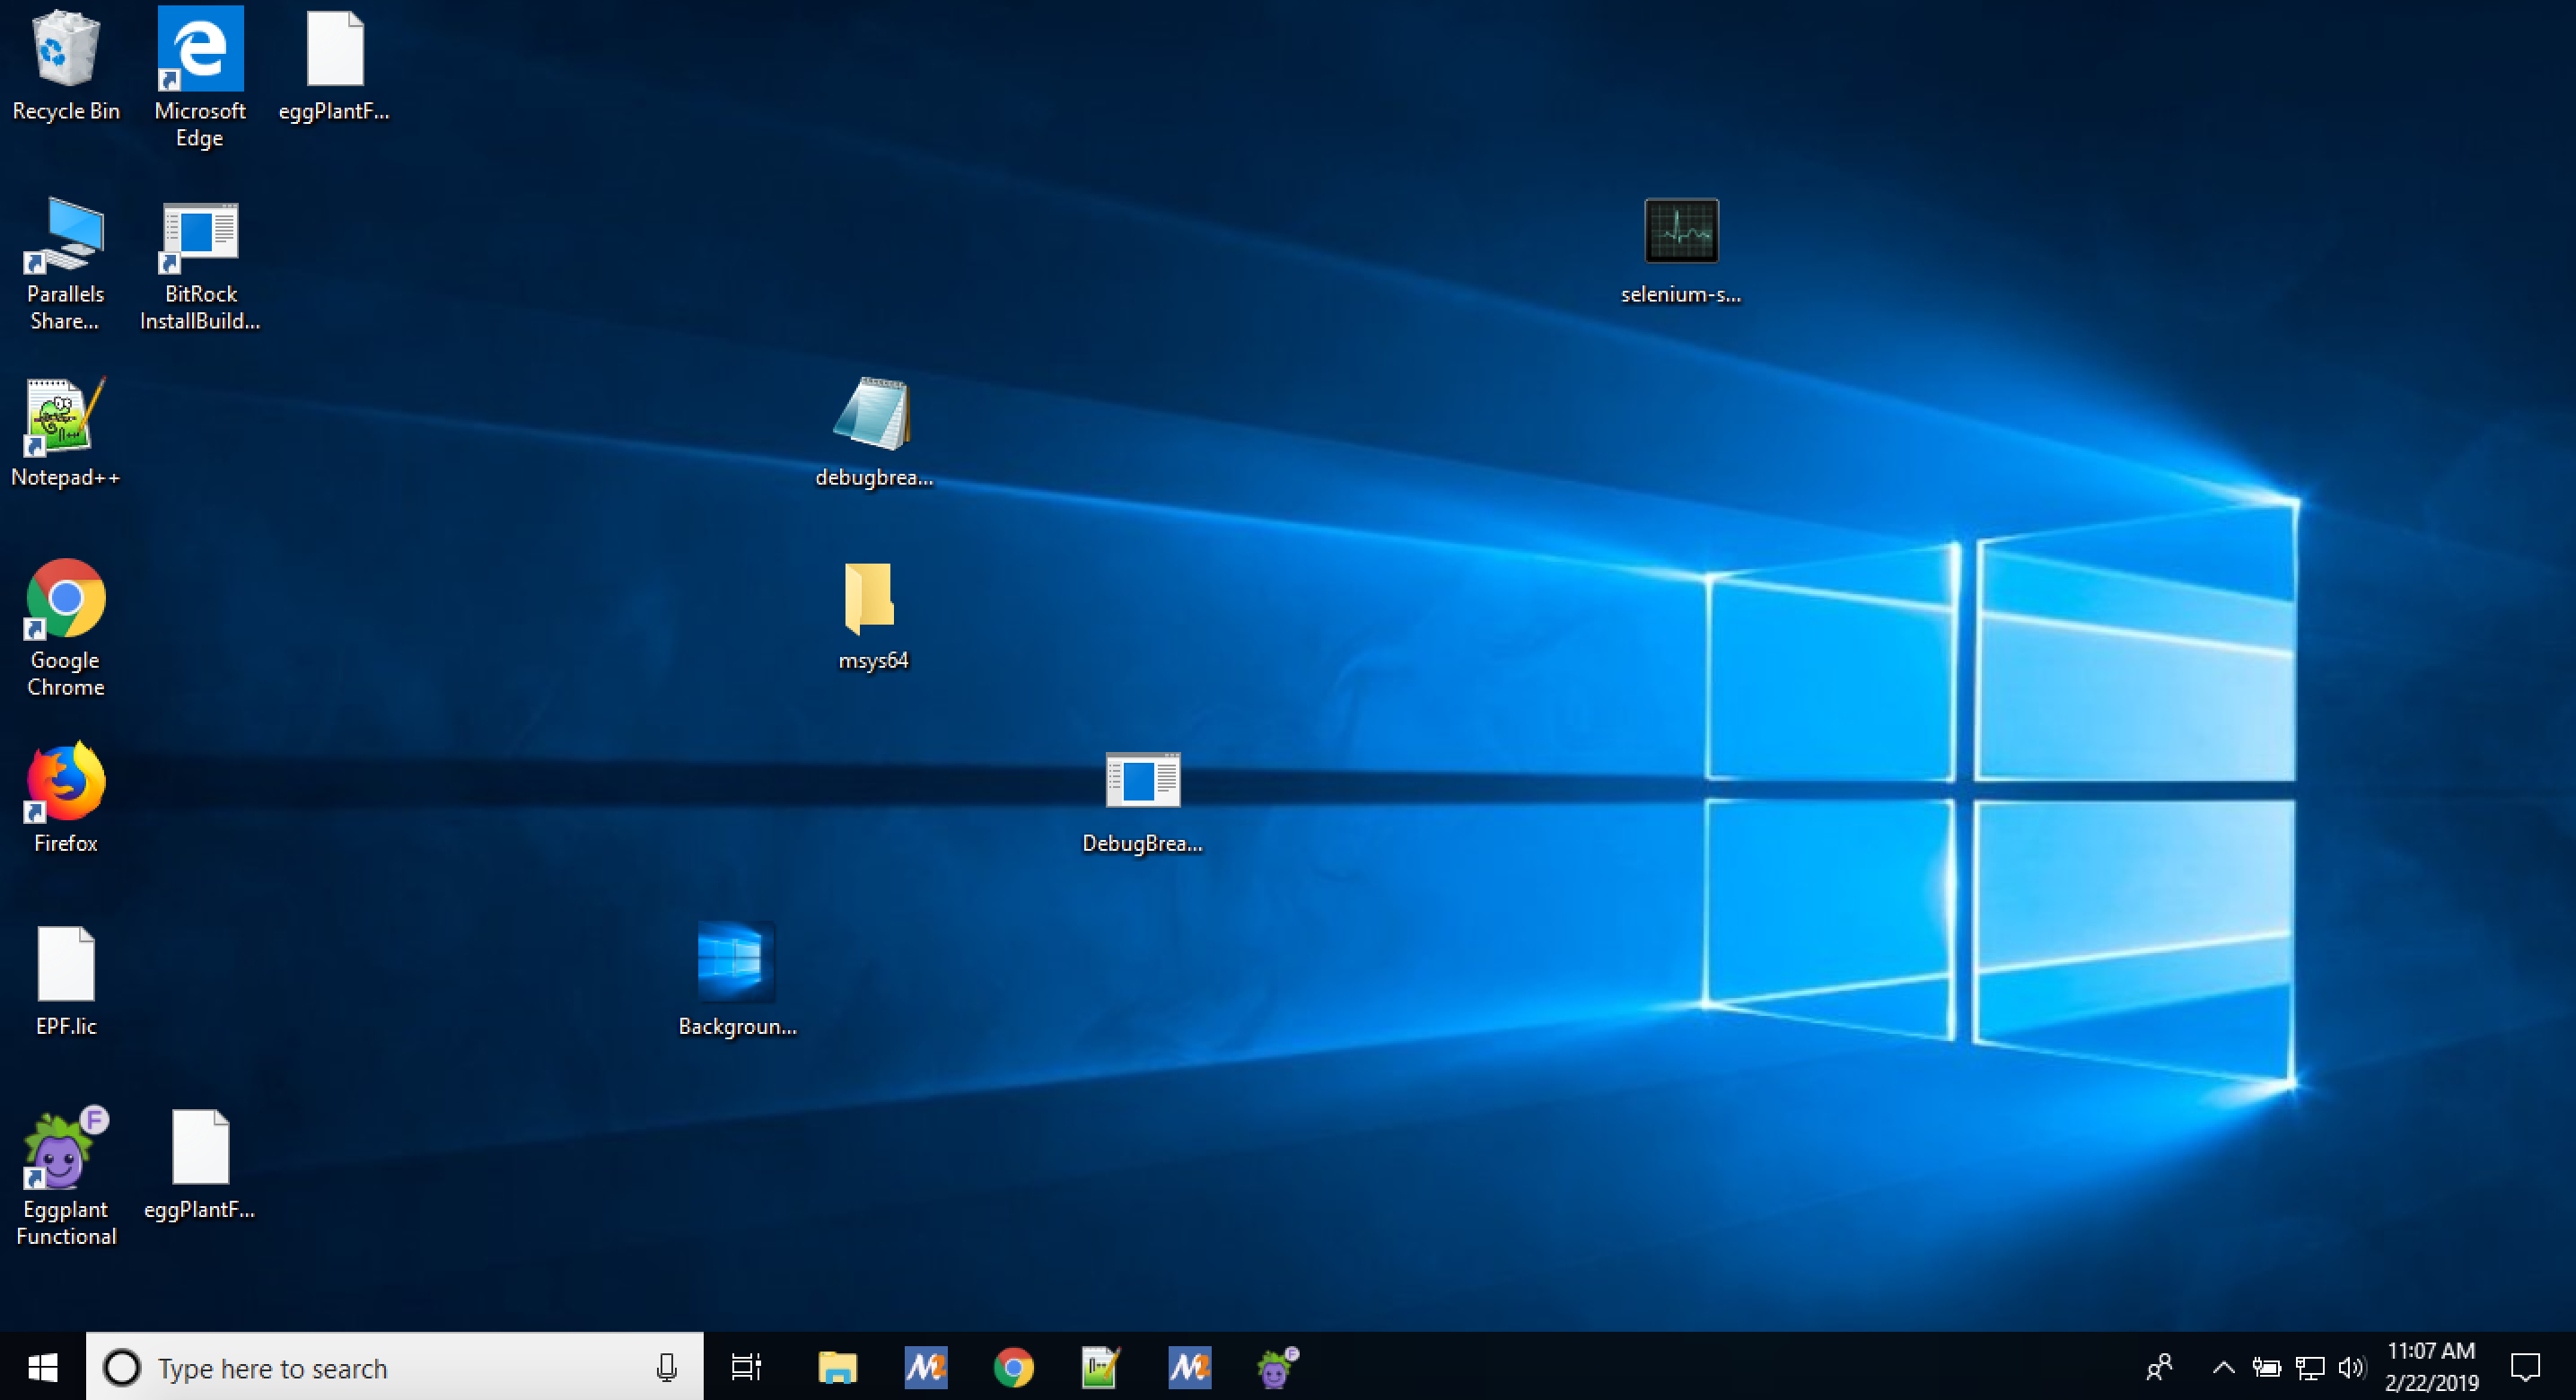 Recycle Bin
Microsoft
Edge
eggPlantF...
Parallels
Share...
BitRock
InstallBuild...
selenium-s...
Notepad++
debugbrea...
Google
Chrome
msys64
Firefox
DebugBrea...
EPF.lic
Backgroun...
Eggplant
Functional
F
eggPlantF...
Type here to search
11:07 AM
2/22/2019